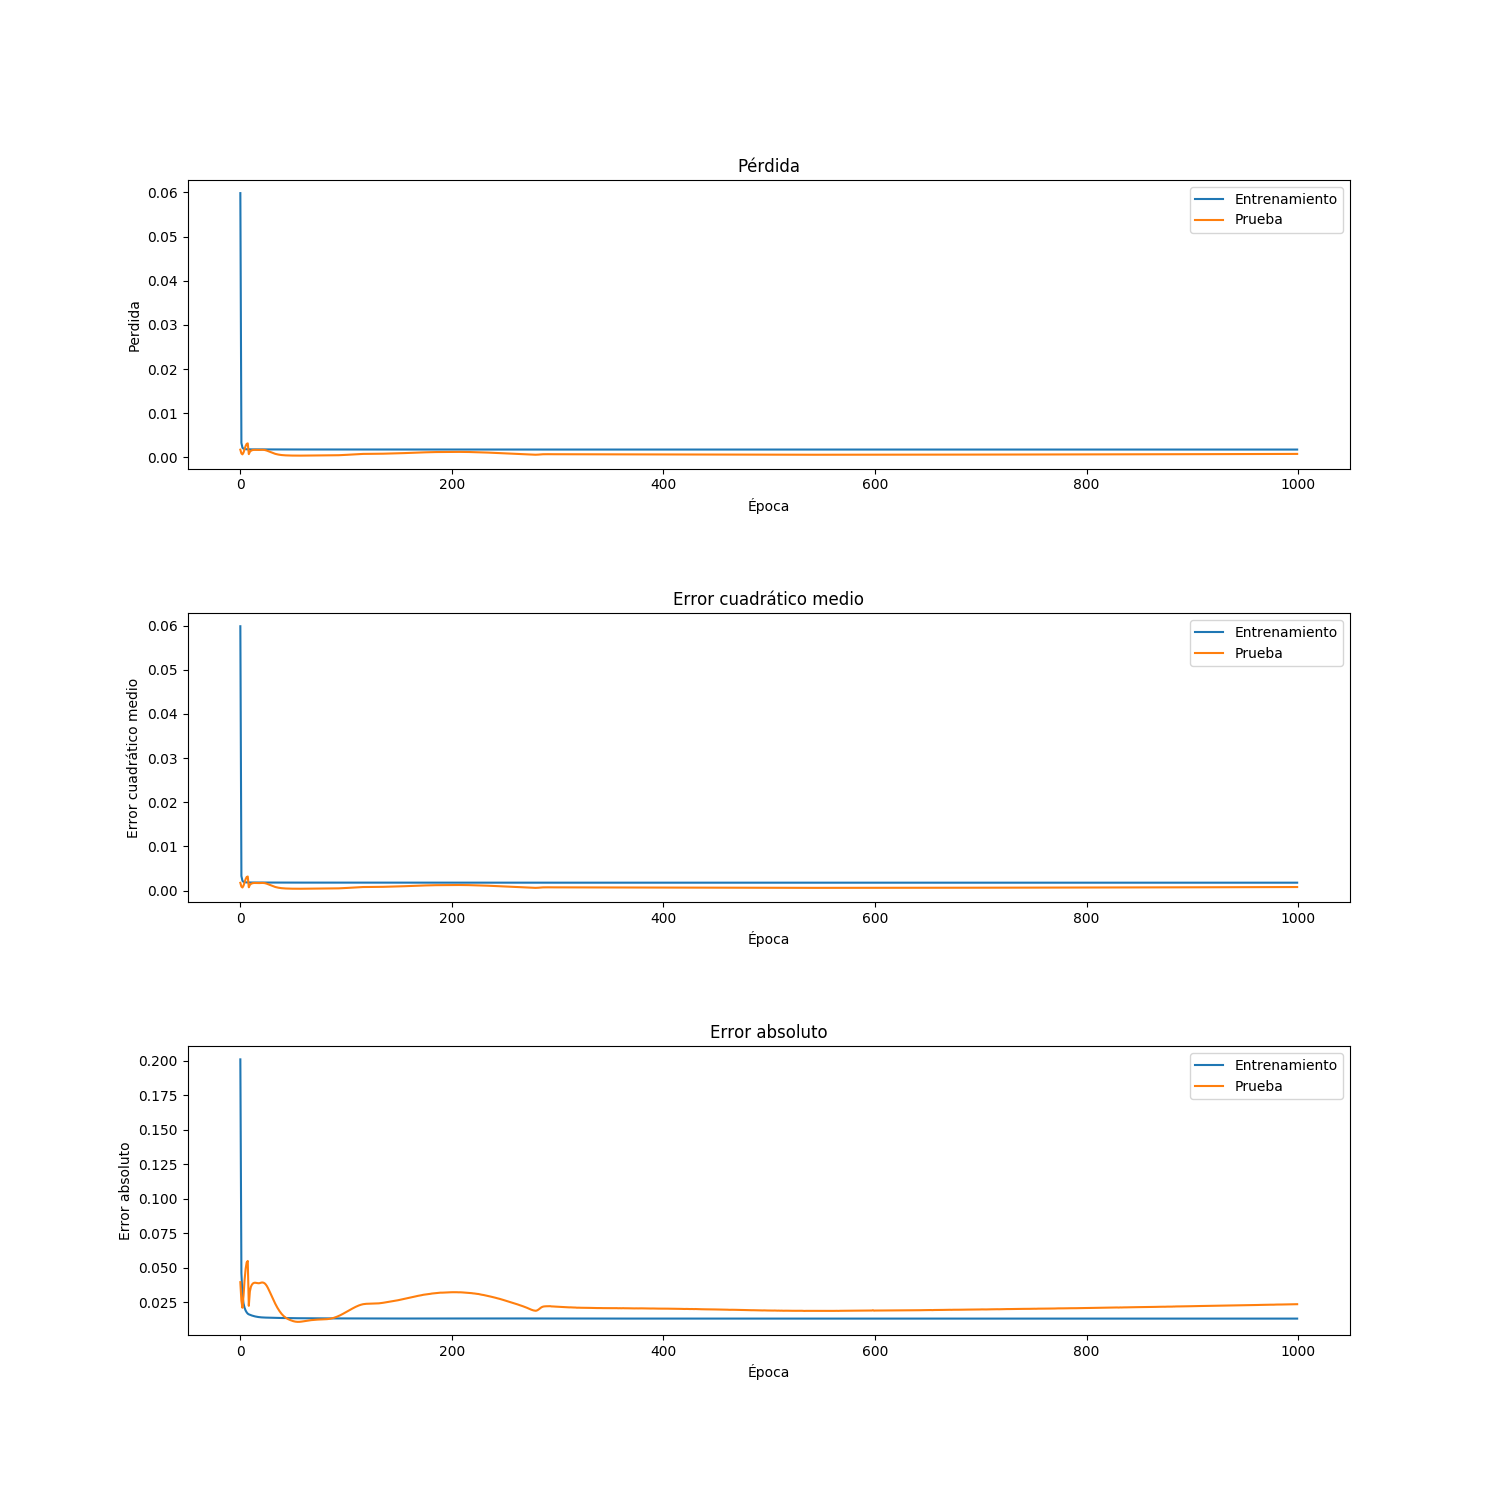 Pérdida
0.06
0.05
0.04
0.03
0.02
0.01
0.00
Perdida
Entrenamiento
Prueba
0 200 400 600 800 1000
Época
Error cuadrático medio
0.06
0.05
0.04
0.03
0.02
0.01
0.00
Error cuadrático medio
Entrenamiento
Prueba
0 200 400 600 800 1000
Época
Error absoluto
0.200
0.175
0.150
0.125
0.100
0.075
0.050
0.025
Error absoluto
Entrenamiento
Prueba
0 200 400 600 800 1000
Época